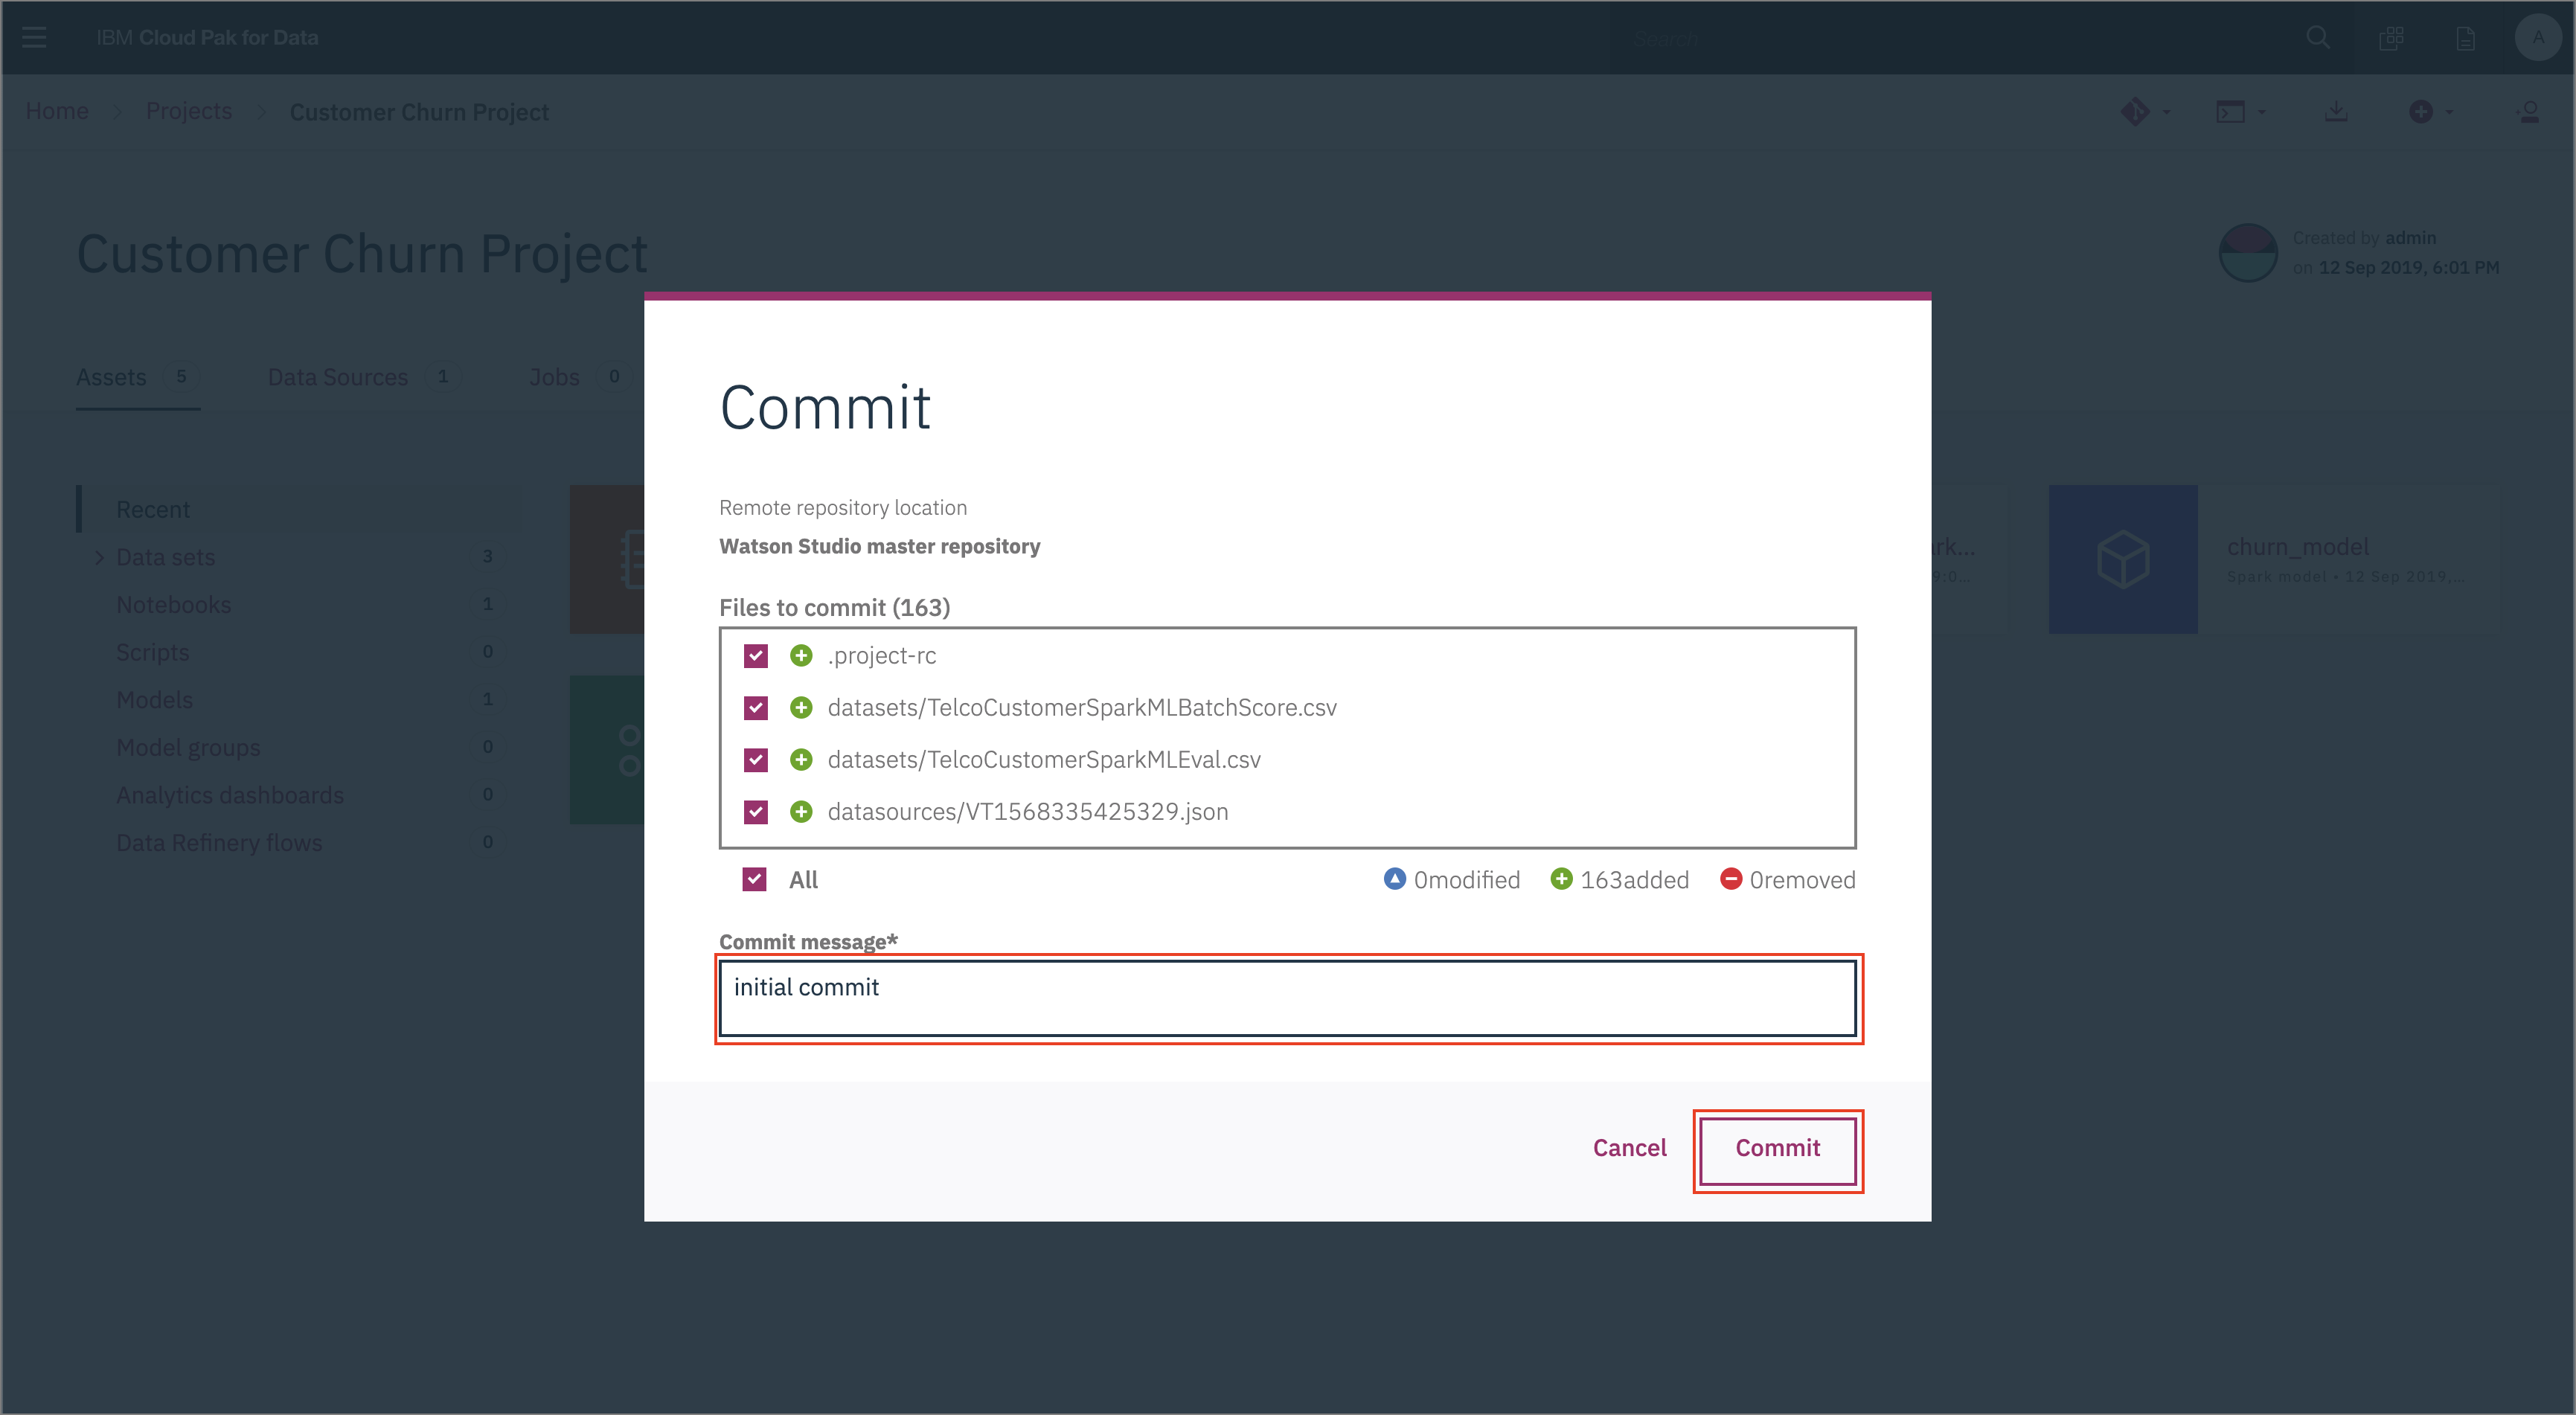 IBM Cloud Pak for Data
Search
A
Home
Projects
Customer Churn Project
Customer Churn Project
Created by admin
on 12 Sep 2019, 6:01 PM
Assets 5
Data Sources 1
Jobs 0
Recent
Data sets 3
Notebooks 1
Scripts 0
Models 1
Model groups 0
Analytics dashboards 0
Data Refinery flows 0
rk...
9:0...
churn_model
Spark model • 12 Sep 2019,...
Commit
Remote repository location
Watson Studio master repository
Files to commit (163)
.project-rc
datasets/TelcoCustomerSparkMLBatchScore.csv
datasets/TelcoCustomerSparkMLEval.csv
datasources/VT1568335425329.json
All
0modified
163added
0removed
Commit message*
initial commit
Cancel
Commit